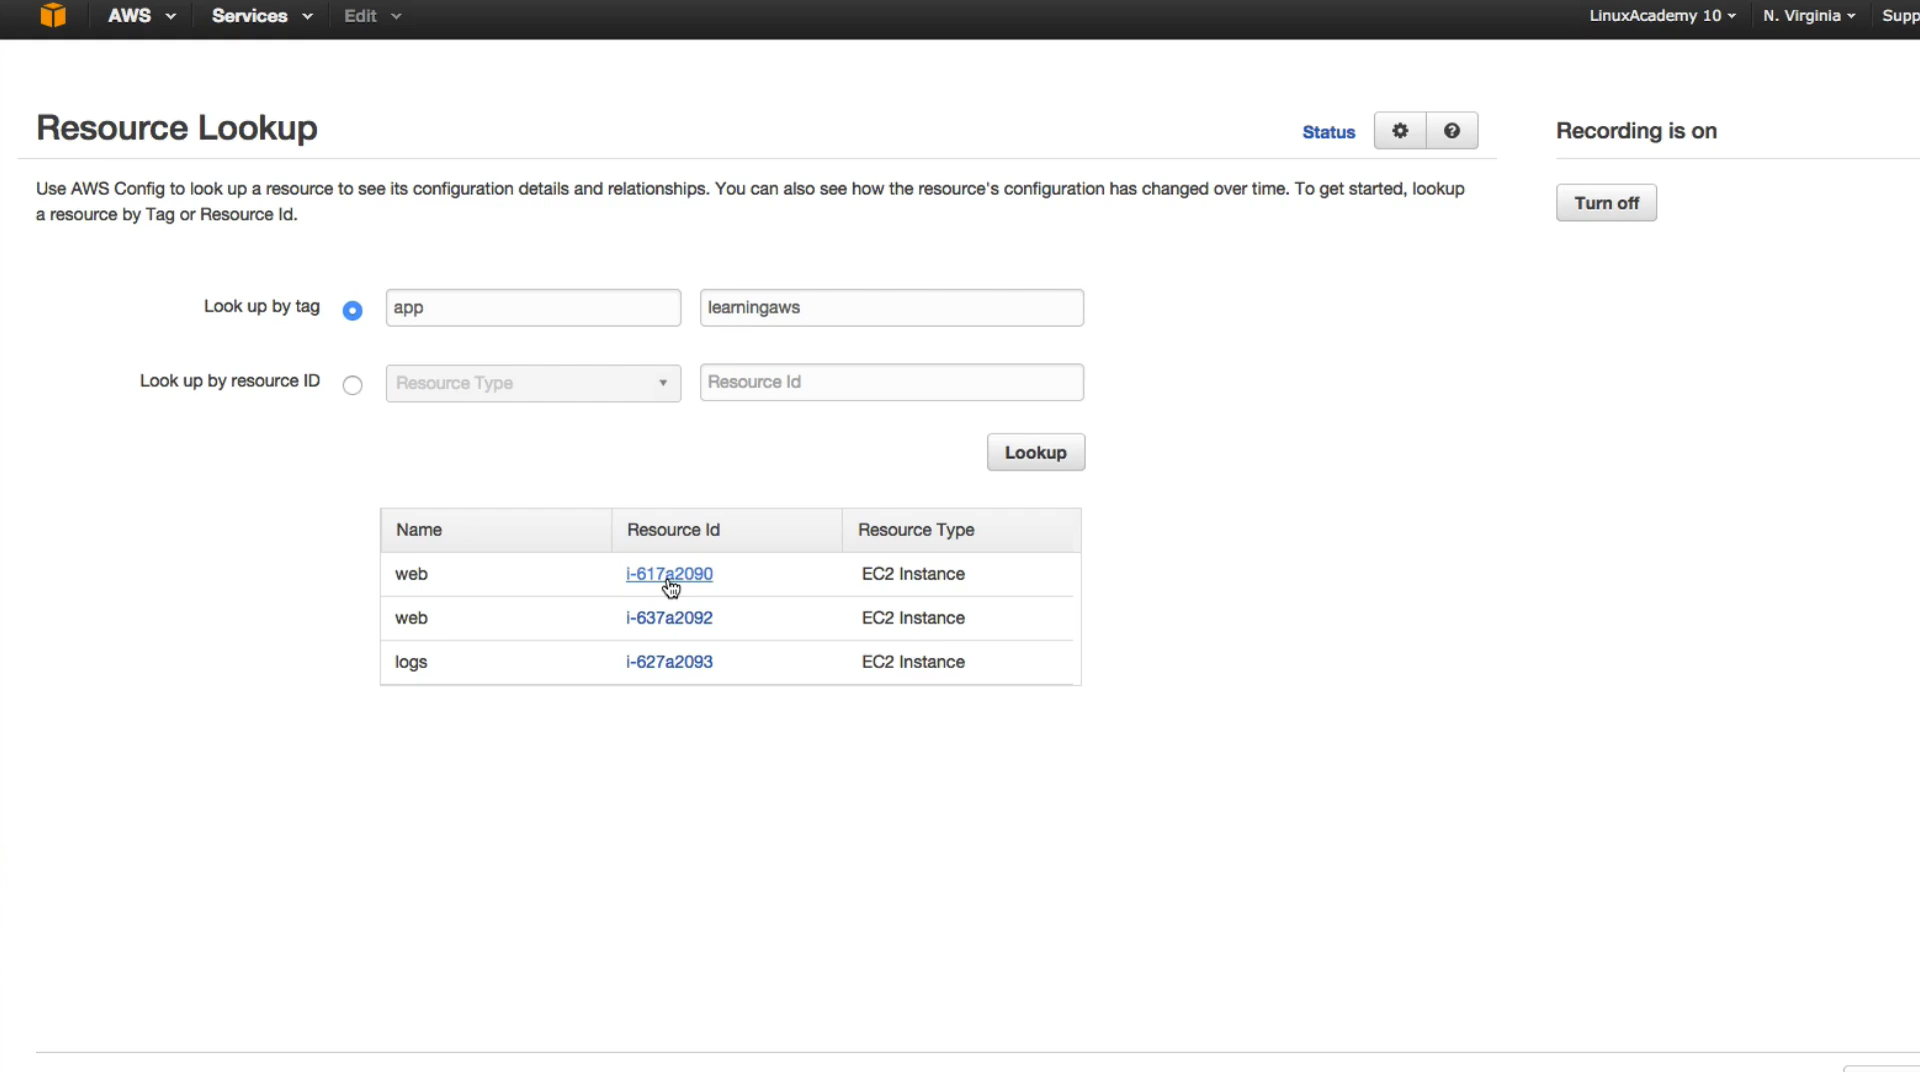 AWS Services Edit LinuxAcademy 10 N. Virginia Supp
Resource Lookup
Status
Recording is on
Use AWS Config to look up a resource to see its configuration details and relationships. You can also see how the resource's configuration has changed over time. To get started, lookup
a resource by Tag or Resource Id.
Turn off
Look up by tag app learningaws
Look up by resource ID Resource Type Resource Id
Lookup
Name Resource Id Resource Type
web i-617a2090 EC2 Instance
web i-637a2092 EC2 Instance
logs i-627a2093 EC2 Instance